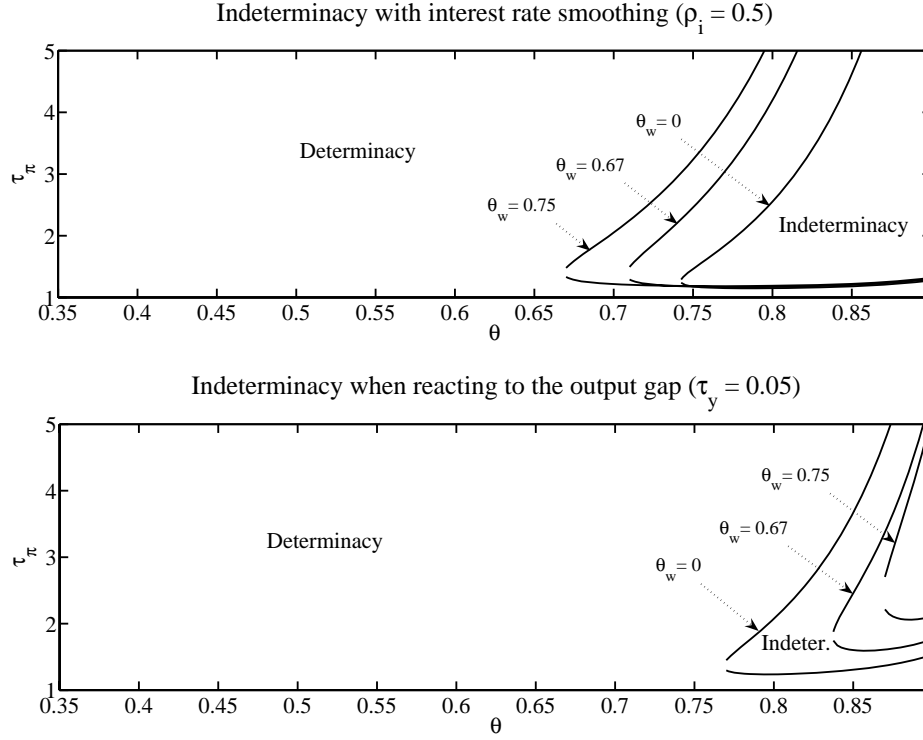 Indeterminacy with interest rate smoothing (ρ_i = 0.5)
5
4
3
2
1
τ_π
Determinacy
θ_w = 0
θ_w = 0.67
θ_w = 0.75
Indeterminacy
0.35 0.4 0.45 0.5 0.55 0.6 0.65 0.7 0.75 0.8 0.85
θ
Indeterminacy when reacting to the output gap (τ_y = 0.05)
5
4
3
2
1
τ_π
Determinacy
θ_w = 0.75
θ_w = 0.67
θ_w = 0
Indeter.
0.35 0.4 0.45 0.5 0.55 0.6 0.65 0.7 0.75 0.8 0.85
θ